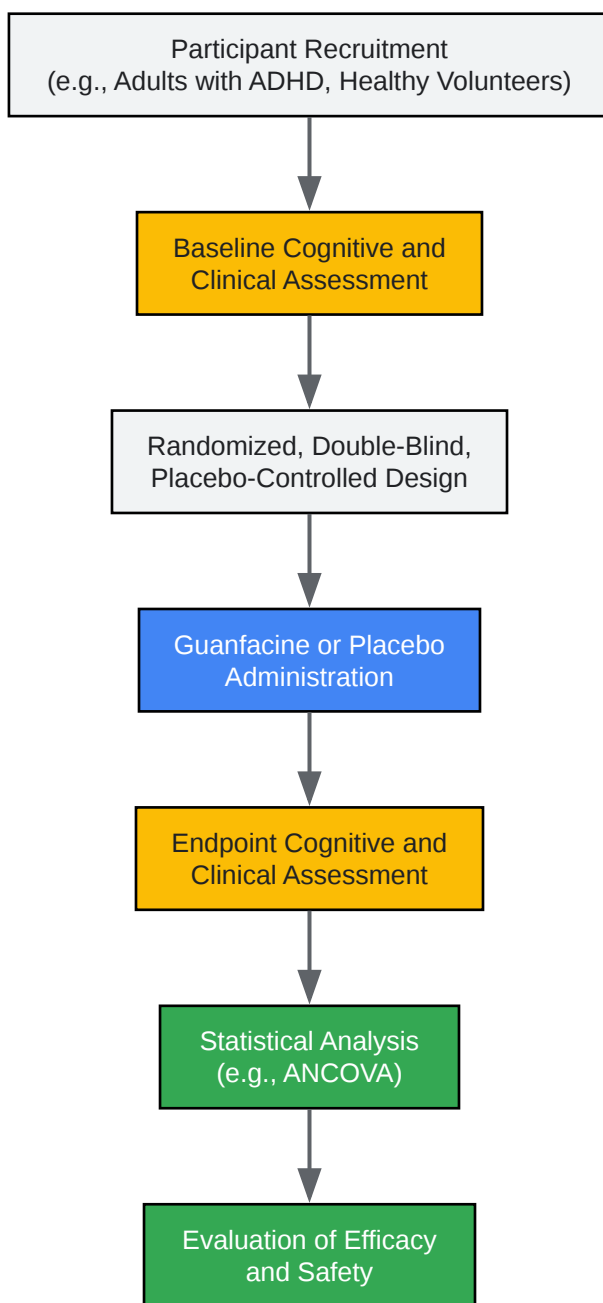 Participant Recruitment
(e.g., Adults with ADHD, Healthy Volunteers)
Baseline Cognitive and
Clinical Assessment
Randomized, Double-Blind,
Placebo-Controlled Design
Guanfacine or Placebo
Administration
Endpoint Cognitive and
Clinical Assessment
Statistical Analysis
(e.g., ANCOVA)
Evaluation of Efficacy
and Safety